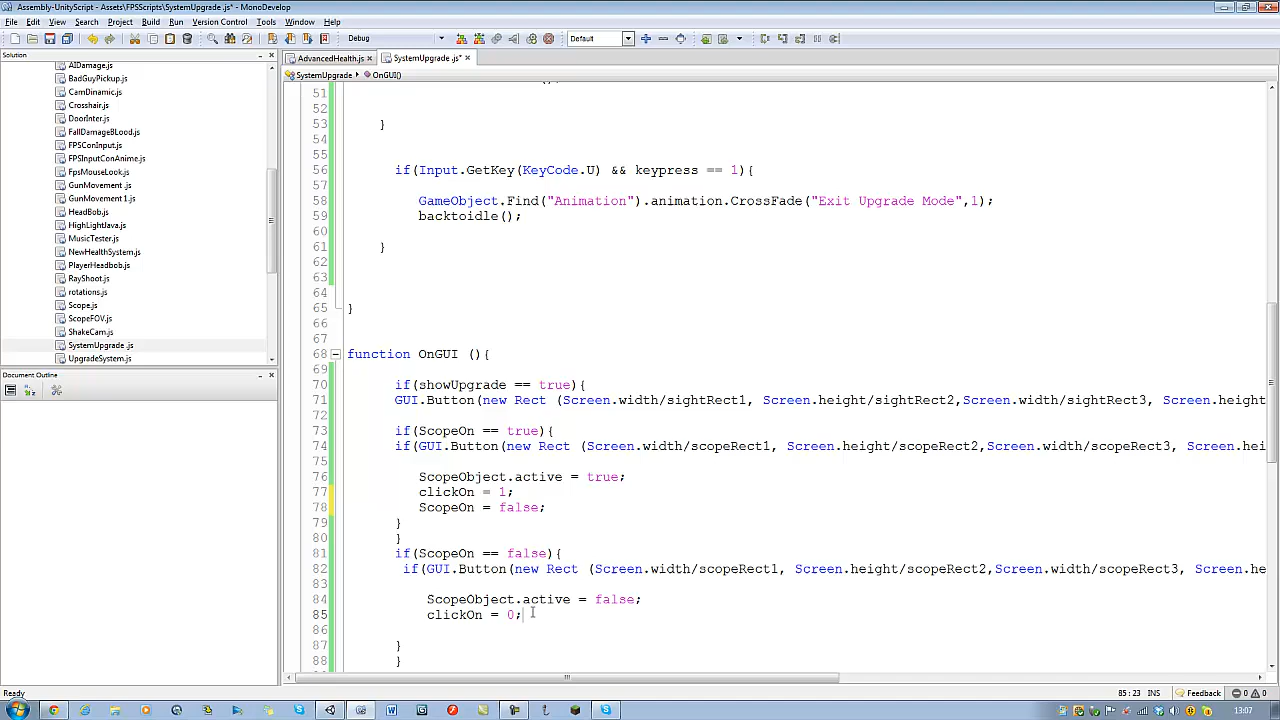 Assembly-UnityScript - Assets\FPSScripts\SystemUpgrade .js* - MonoDevelop
File Edit View Search Project Build Run Version Control Tools Window Help
Debug Default
Solution
AdvancedHealth.js SystemUpgrade .js*
SystemUpgrade OnGUI()
AIDamage.js
BadGuyPickup.js
CamDinamic.js
Crosshair.js
DoorInter.js
FallDamageBLood.js
FPSConInput.js
FPSInputConAnime.js
FpsMouseLook.js
GunMovement .js
GunMovement 1.js
HeadBob.js
HighLightJava.js
MusicTester.js
NewHealthSystem.js
PlayerHeadbob.js
RayShoot.js
rotations.js
Scope.js
ScopeFOV.js
ShakeCam.js
SystemUpgrade .js
UpgradeSystem.js
Document Outline
51
52
53 }
54
55
56 if(Input.GetKey(KeyCode.U) && keypress == 1){
57
58 GameObject.Find("Animation").animation.CrossFade("Exit Upgrade Mode",1);
59 backtoidle();
60
61 }
62
63
64
65 }
66
67
68 function OnGUI (){
69
70 if(showUpgrade == true){
71 GUI.Button(new Rect (Screen.width/sightRect1, Screen.height/sightRect2,Screen.width/sightRect3, Screen.height
72
73 if(ScopeOn == true){
74 if(GUI.Button(new Rect (Screen.width/scopeRect1, Screen.height/scopeRect2,Screen.width/scopeRect3, Screen.hei
75
76 ScopeObject.active = true;
77 clickOn = 1;
78 ScopeOn = false;
79 }
80 }
81 if(ScopeOn == false){
82 if(GUI.Button(new Rect (Screen.width/scopeRect1, Screen.height/scopeRect2,Screen.width/scopeRect3, Screen.he
83
84 ScopeObject.active = false;
85 clickOn = 0;
86
87 }
88 }
Ready 85 : 23 INS Feedback 0 0
13:07